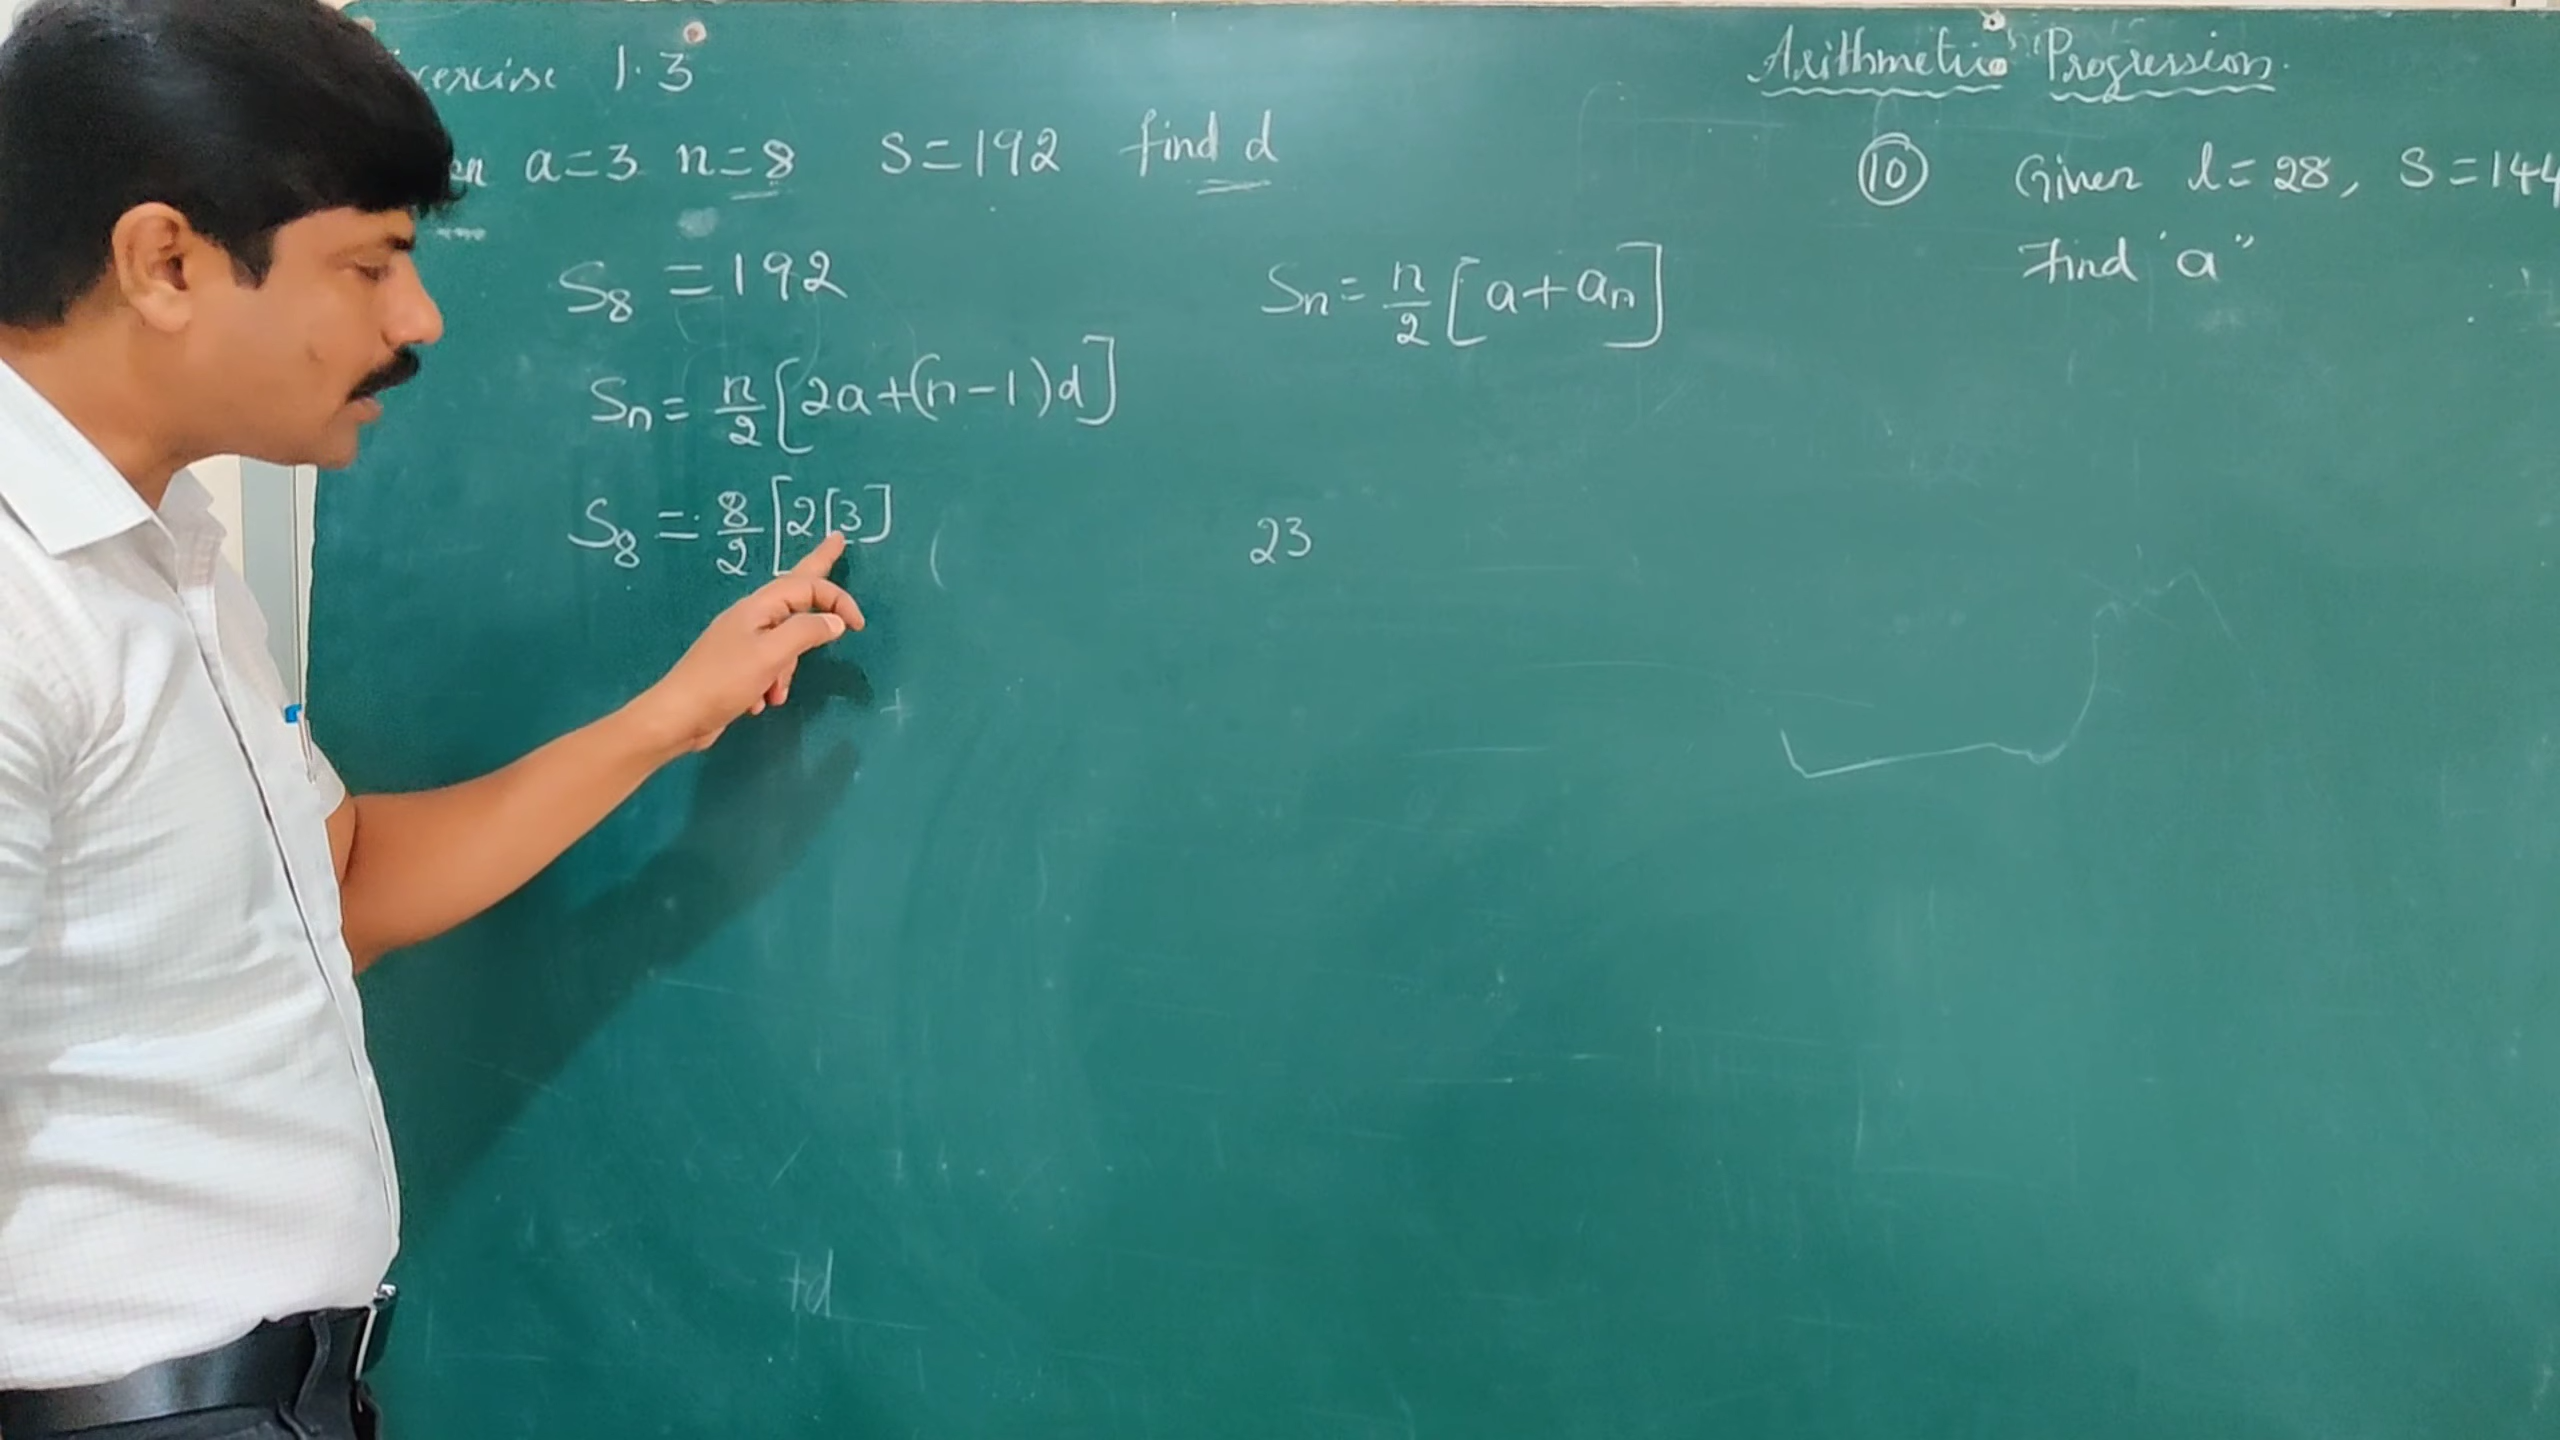 1.3
a=3 n=8 S=192 find d
S₈ = 192
Sₙ = n/2 [2a+(n-1)d]
S₈ = 8/2 [2[3]
(
Sₙ = n/2 [a+aₙ]
23
+d
Arithmetic Progression.
(10) Given l=28, S=144
Find 'a"